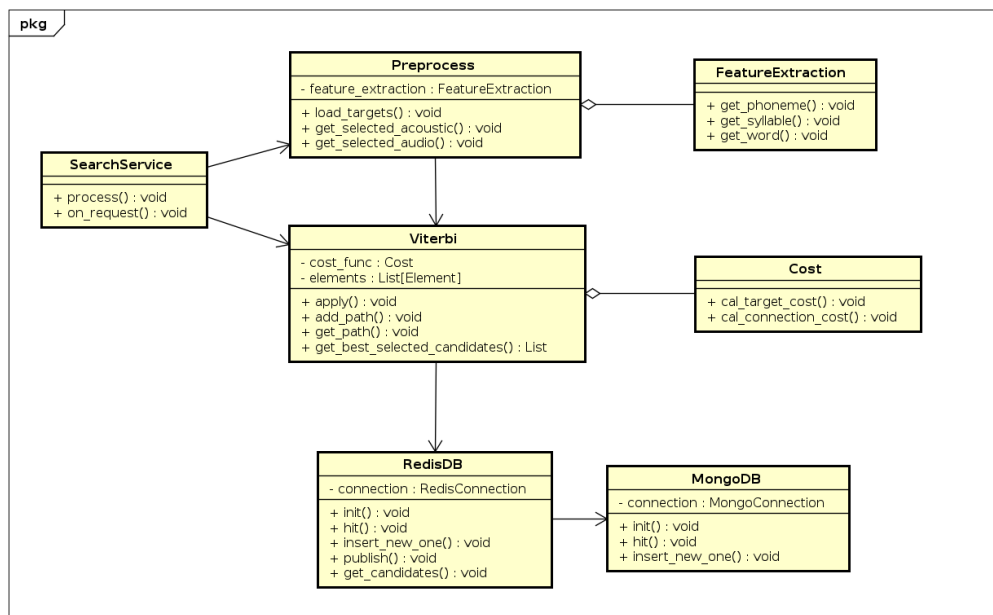 pkg
Preprocess
- feature_extraction : FeatureExtraction
+ load_targets() : void
+ get_selected_acoustic() : void
+ get_selected_audio() : void
FeatureExtraction
+ get_phoneme() : void
+ get_syllable() : void
+ get_word() : void
SearchService
+ process() : void
+ on_request() : void
Viterbi
- cost_func : Cost
- elements : List[Element]
+ apply() : void
+ add_path() : void
+ get_path() : void
+ get_best_selected_candidates() : List
Cost
+ cal_target_cost() : void
+ cal_connection_cost() : void
RedisDB
- connection : RedisConnection
+ init() : void
+ hit() : void
+ insert_new_one() : void
+ publish() : void
+ get_candidates() : void
MongoDB
- connection : MongoConnection
+ init() : void
+ hit() : void
+ insert_new_one() : void